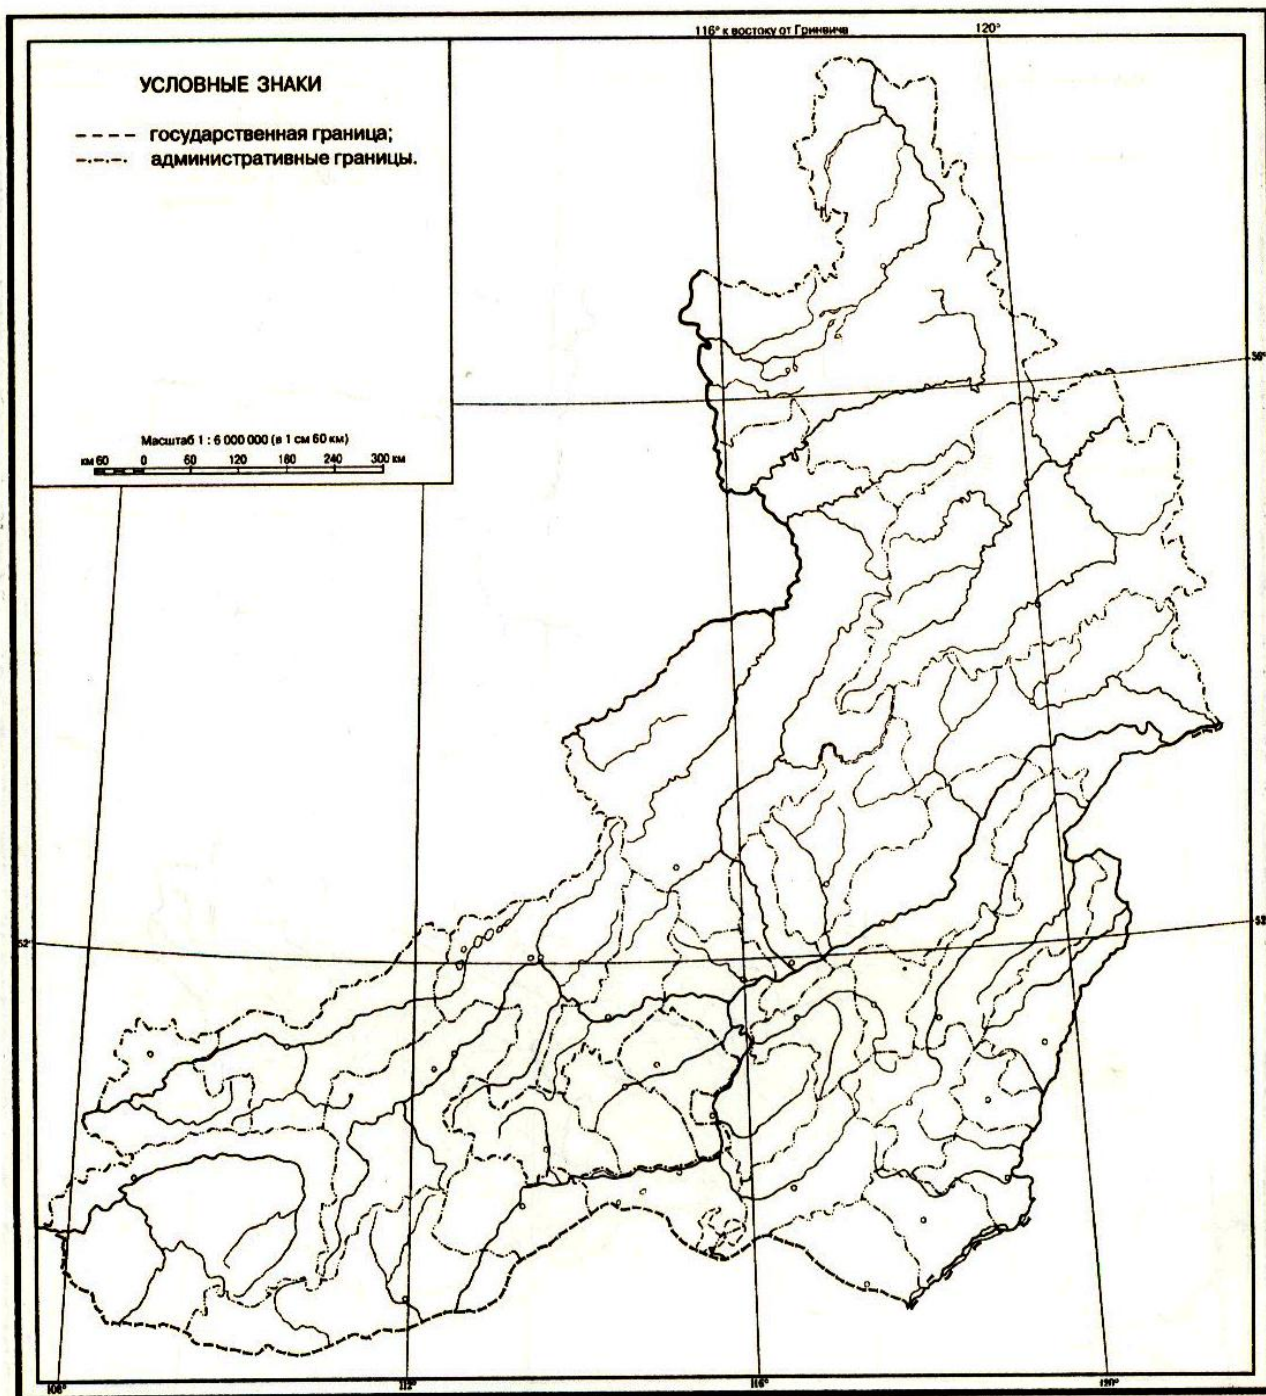 116° к востоку от Гринвича
120°
УСЛОВНЫЕ ЗНАКИ
государственная граница;
административные границы.
Масштаб 1 : 6 000 000 (в 1 см 60 км)
км 60 0 60 120 180 240 300 км
56°
52°
52°
108°
112°
116°
120°